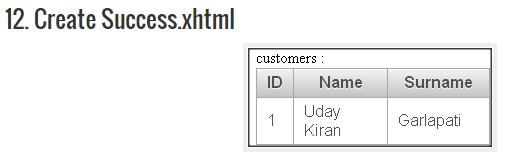 12. Create Success.xhtml
customers :
ID Name Surname
1 Uday Kiran Garlapati